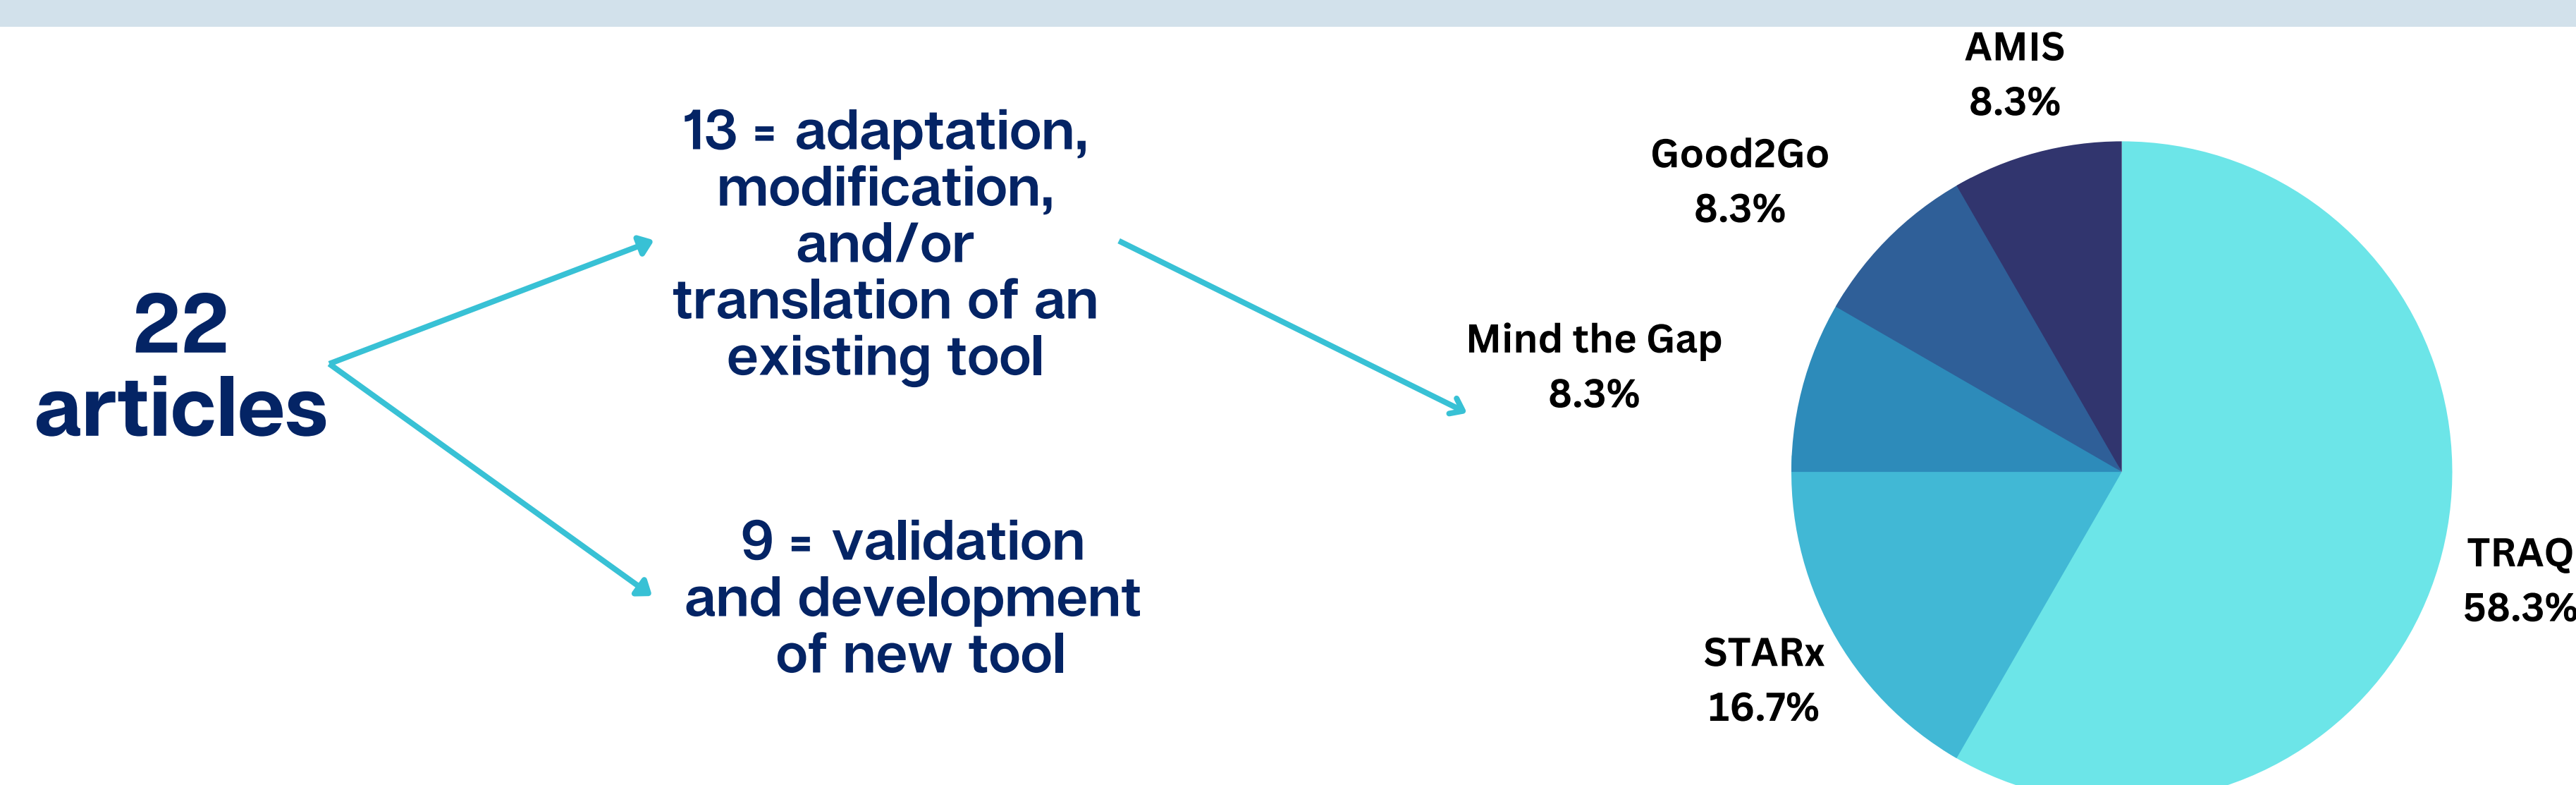 22
articles
13 = adaptation,
modification,
and/or
translation of an
existing tool
9 = validation
and development
of new tool
AMIS
8.3%
Good2Go
8.3%
Mind the Gap
8.3%
STARx
16.7%
TRAQ
58.3%